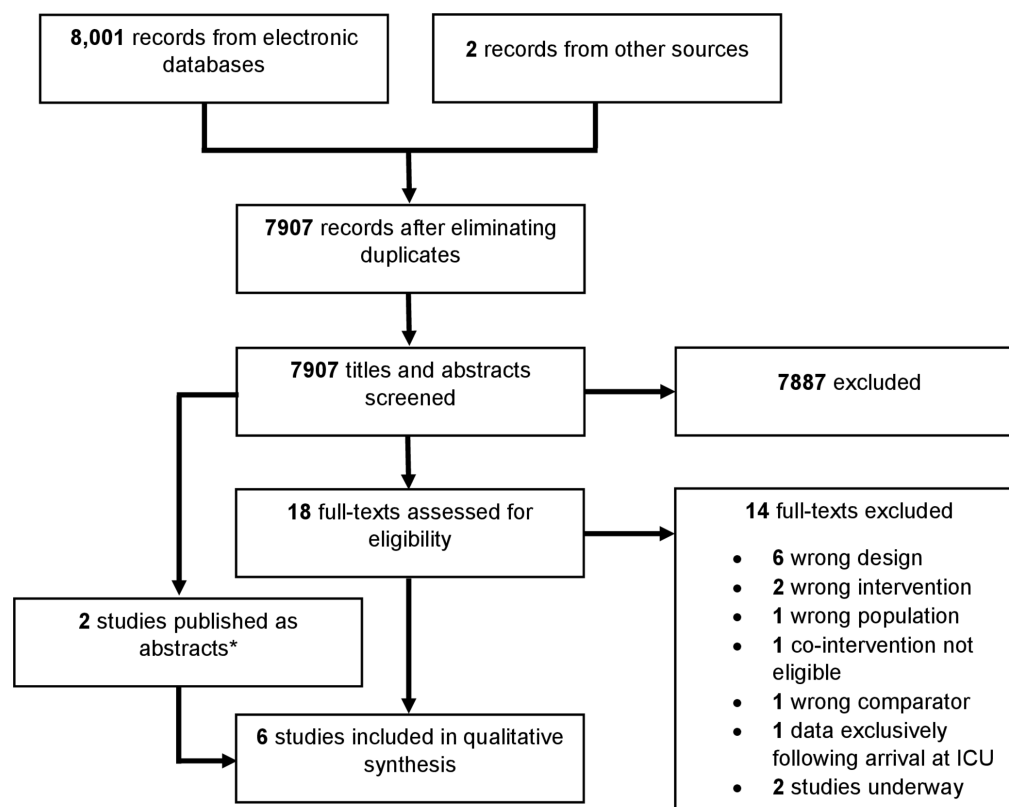 8,001 records from electronic
databases
2 records from other sources
7907 records after eliminating
duplicates
7907 titles and abstracts
screened
7887 excluded
18 full-texts assessed for
eligibility
14 full-texts excluded
• 6 wrong design
• 2 wrong intervention
• 1 wrong population
• 1 co-intervention not
eligible
• 1 wrong comparator
• 1 data exclusively
following arrival at ICU
• 2 studies underway
2 studies published as
abstracts*
6 studies included in qualitative
synthesis